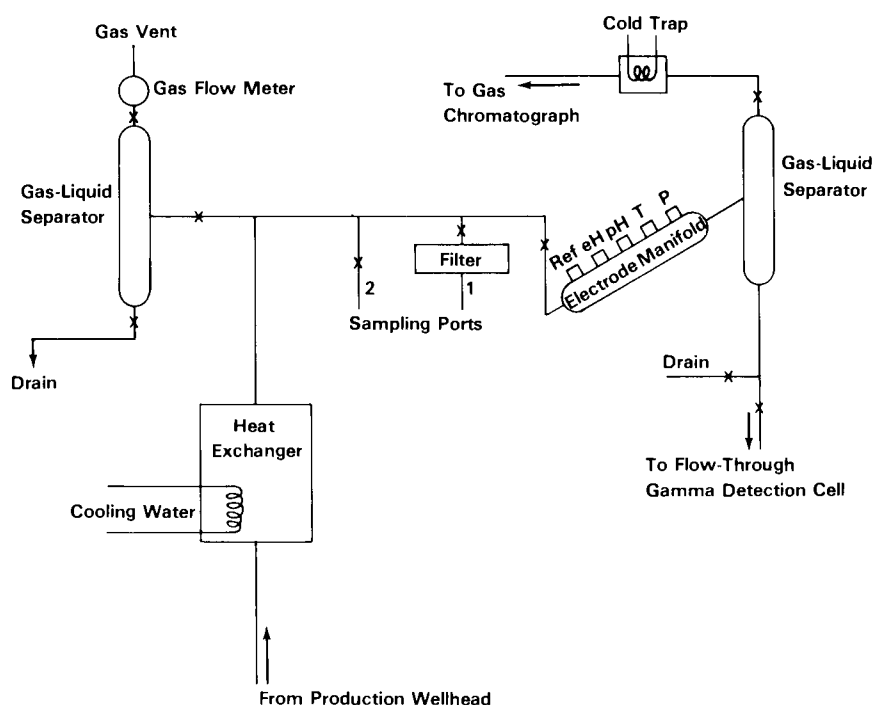 Gas Vent
Gas Flow Meter
Gas-Liquid
Separator
Drain
Cold Trap
To Gas
Chromatograph
Gas-Liquid
Separator
Ref eH pH T P
Electrode Manifold
Filter
2
1
Sampling Ports
Drain
To Flow-Through
Gamma Detection Cell
Heat
Exchanger
Cooling Water
From Production Wellhead